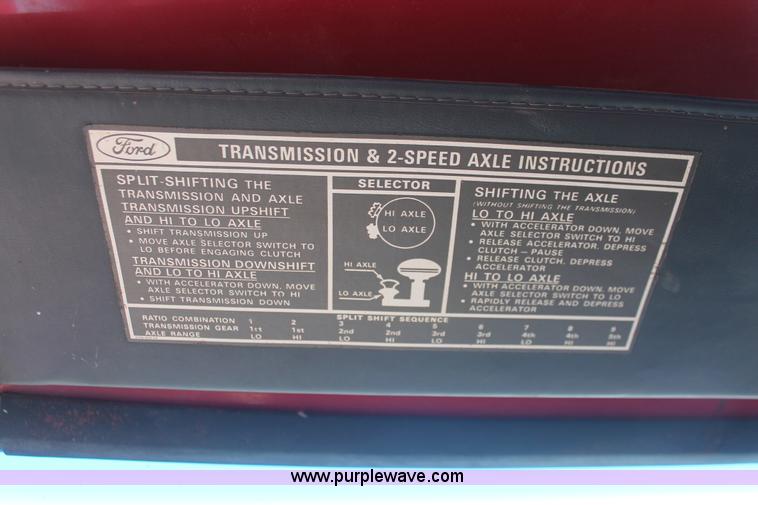 Ford
TRANSMISSION & 2-SPEED AXLE INSTRUCTIONS
SPLIT-SHIFTING THE
TRANSMISSION AND AXLE
TRANSMISSION UPSHIFT
AND HI TO LO AXLE
• SHIFT TRANSMISSION UP
• MOVE AXLE SELECTOR SWITCH TO
LO BEFORE ENGAGING CLUTCH
TRANSMISSION DOWNSHIFT
AND LO TO HI AXLE
• WITH ACCELERATOR DOWN, MOVE
AXLE SELECTOR SWITCH TO HI
• SHIFT TRANSMISSION DOWN
SELECTOR
HI AXLE
LO AXLE
HI AXLE
LO AXLE
SHIFTING THE AXLE
(WITHOUT SHIFTING THE TRANSMISSION)
LO TO HI AXLE
• WITH ACCELERATOR DOWN, MOVE
AXLE SELECTOR SWITCH TO HI
• RELEASE ACCELERATOR, DEPRESS
CLUTCH – PAUSE
• RELEASE CLUTCH, DEPRESS
ACCELERATOR
HI TO LO AXLE
• WITH ACCELERATOR DOWN, MOVE
AXLE SELECTOR SWITCH TO LO
• RAPIDLY RELEASE AND DEPRESS
ACCELERATOR
SPLIT SHIFT SEQUENCE
RATIO COMBINATION 1 2 3 4 5 6 7 8 9
TRANSMISSION GEAR 1st 1st 2nd 2nd 3rd 3rd 4th 4th 5th
AXLE RANGE LO HI LO HI LO HI LO HI HI
www.purplewave.com